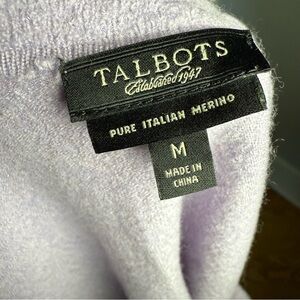 TALBOTS
Established 1947
PURE ITALIAN MERINO
M
MADE IN
CHINA